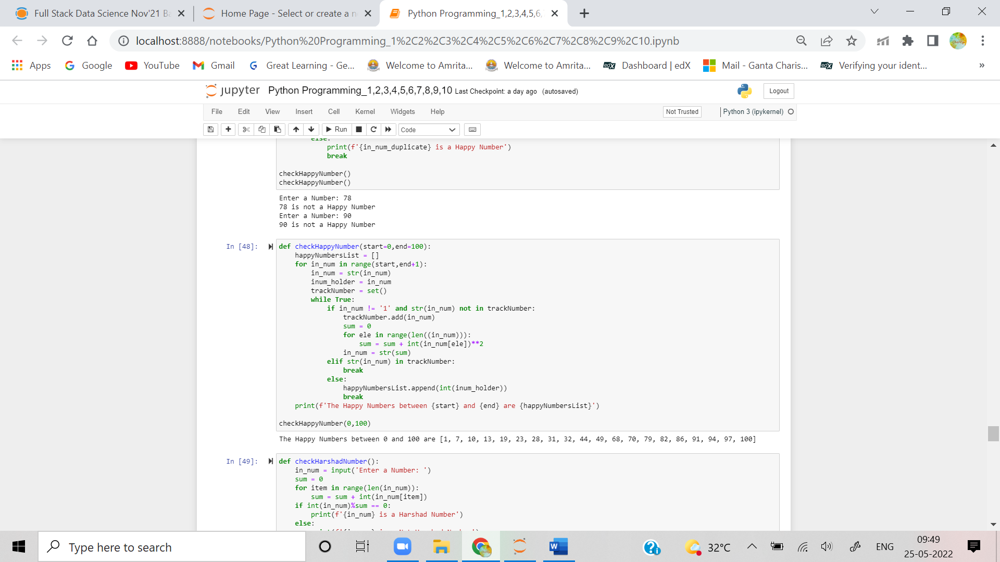 Full Stack Data Science Nov'21 Ba
Home Page - Select or create a n
Python Programming_1,2,3,4,5,6,
localhost:8888/notebooks/Python%20Programming_1%2C2%2C3%2C4%2C5%2C6%2C7%2C8%2C9%2C10.ipynb
Apps Google YouTube Gmail Great Learning - Ge... Welcome to Amrita... Welcome to Amrita... Dashboard | edX Mail - Ganta Charis... Verifying your ident... »
jupyter Python Programming_1,2,3,4,5,6,7,8,9,10 Last Checkpoint: a day ago (autosaved) Logout
File Edit View Insert Cell Kernel Widgets Help Not Trusted Python 3 (ipykernel)
Run Code
else:
print(f'{in_num_duplicate} is a Happy Number')
break
checkHappyNumber()
checkHappyNumber()
Enter a Number: 78
78 is not a Happy Number
Enter a Number: 90
90 is not a Happy Number
In [48]: def checkHappyNumber(start=0,end=100):
happyNumbersList = []
for in_num in range(start,end+1):
in_num = str(in_num)
inum_holder = in_num
trackNumber = set()
while True:
if in_num != '1' and str(in_num) not in trackNumber:
trackNumber.add(in_num)
sum = 0
for ele in range(len((in_num))):
sum = sum + int(in_num[ele])**2
in_num = str(sum)
elif str(in_num) in trackNumber:
break
else:
happyNumbersList.append(int(inum_holder))
break
print(f'The Happy Numbers between {start} and {end} are {happyNumbersList}')
checkHappyNumber(0,100)
The Happy Numbers between 0 and 100 are [1, 7, 10, 13, 19, 23, 28, 31, 32, 44, 49, 68, 70, 79, 82, 86, 91, 94, 97, 100]
In [49]: def checkHarshadNumber():
in_num = input('Enter a Number: ')
sum = 0
for item in range(len(in_num)):
sum = sum + int(in_num[item])
if int(in_num)%sum == 0:
print(f'{in_num} is a Harshad Number')
else:
Type here to search
32°C
ENG
09:49
25-05-2022